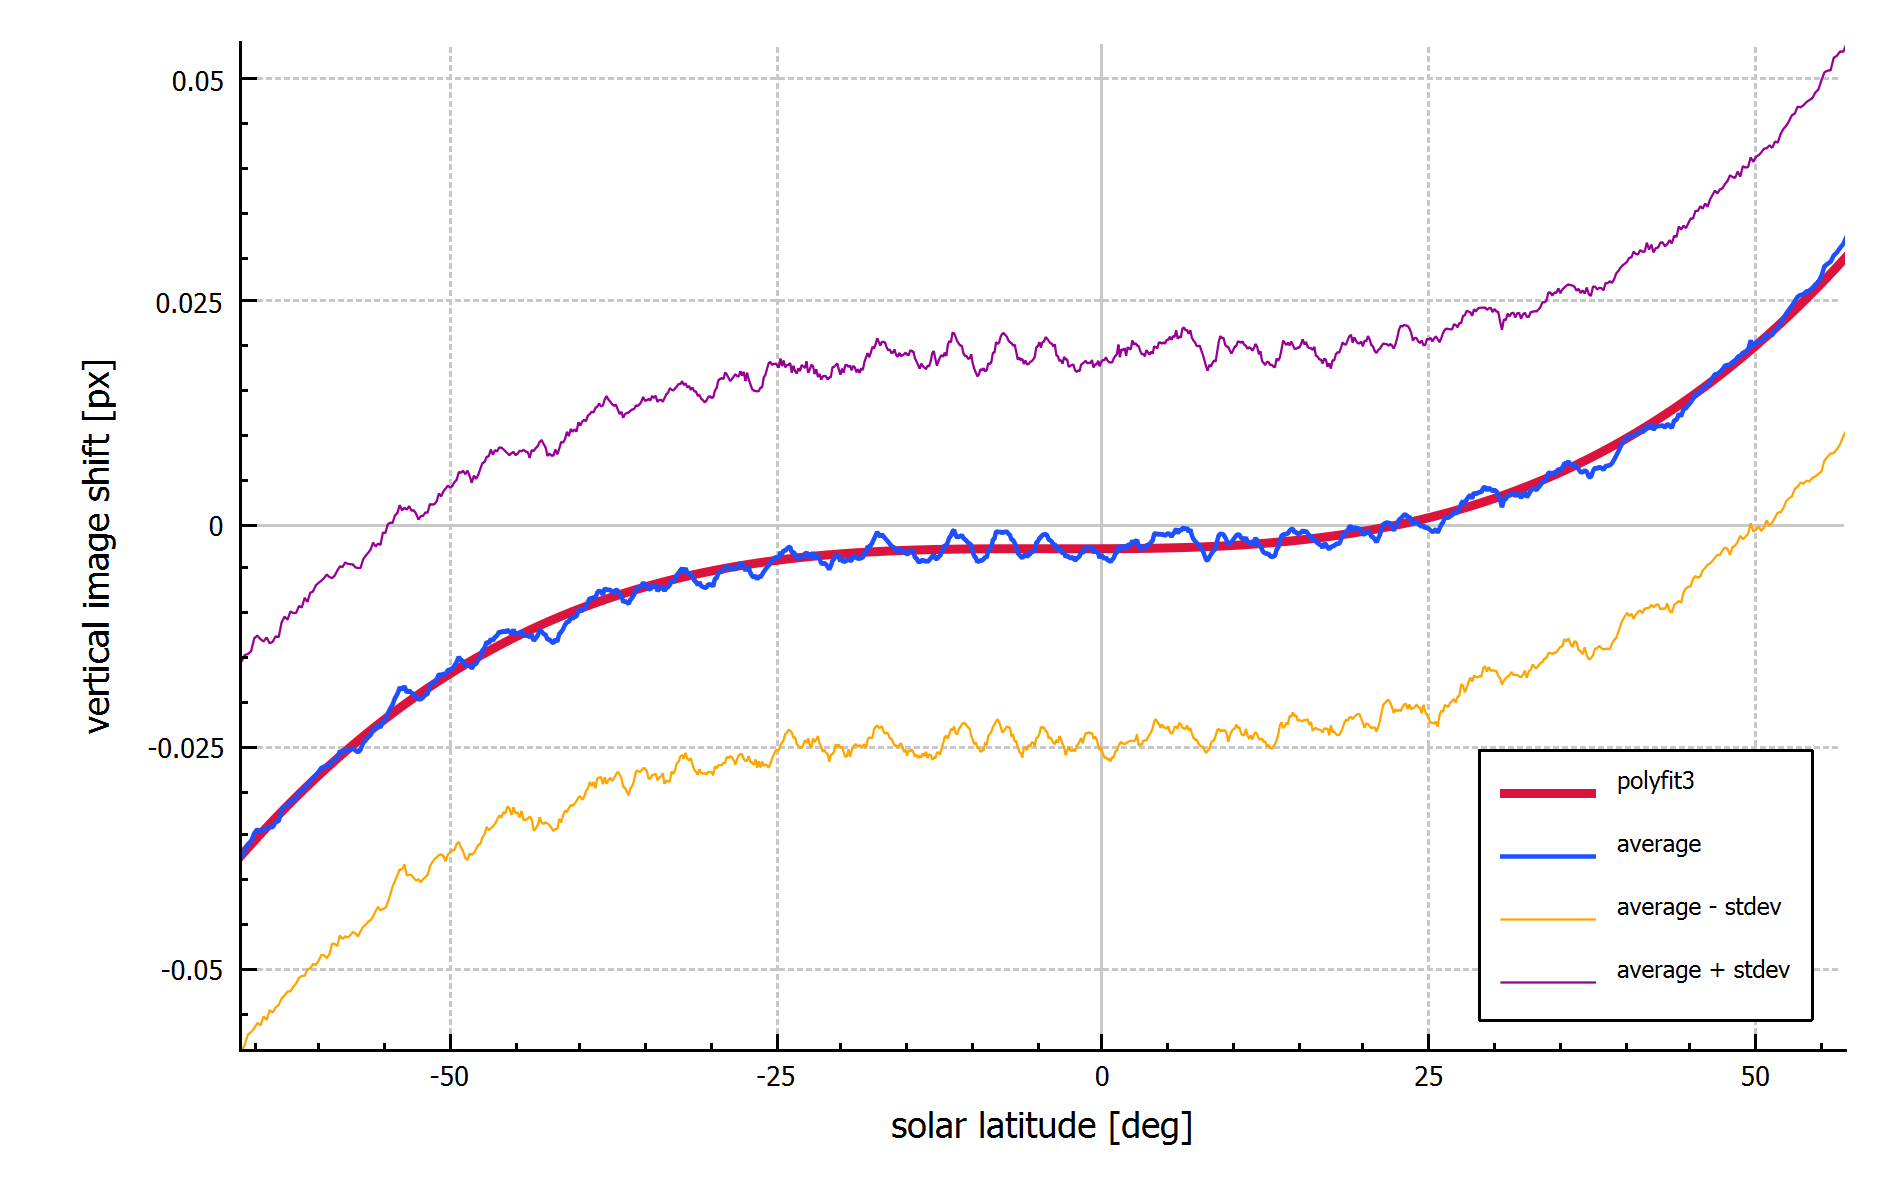 0.05
0.025
0
-0.025
-0.05
vertical image shift [px]
polyfit3
average
average - stdev
average + stdev
-50
-25
0
25
50
solar latitude [deg]